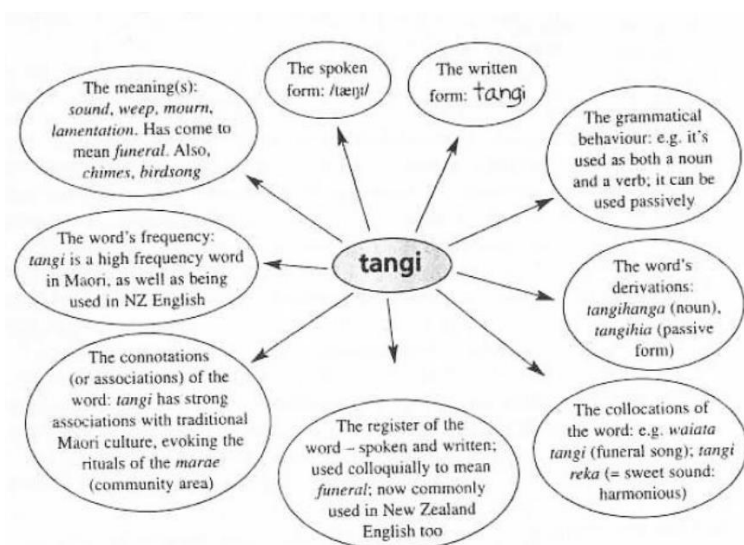 The meaning(s):
sound, weep, mourn,
lamentation. Has come to
mean funeral. Also,
chimes, birdsong
The spoken
form: /tæŋɪ/
The written
form: tangi
The grammatical
behaviour: e.g. it's
used as both a noun
and a verb; it can be
used passively
The word's frequency:
tangi is a high frequency word
in Maori, as well as being
used in NZ English
tangi
The word's
derivations:
tangihanga (noun),
tangihia (passive
form)
The connotations
(or associations) of the
word: tangi has strong
associations with traditional
Maori culture, evoking the
rituals of the marae
(community area)
The register of the
word – spoken and written;
used colloquially to mean
funeral; now commonly
used in New Zealand
English too
The collocations of
the word: e.g. waiata
tangi (funeral song); tangi
reka (= sweet sound:
harmonious)